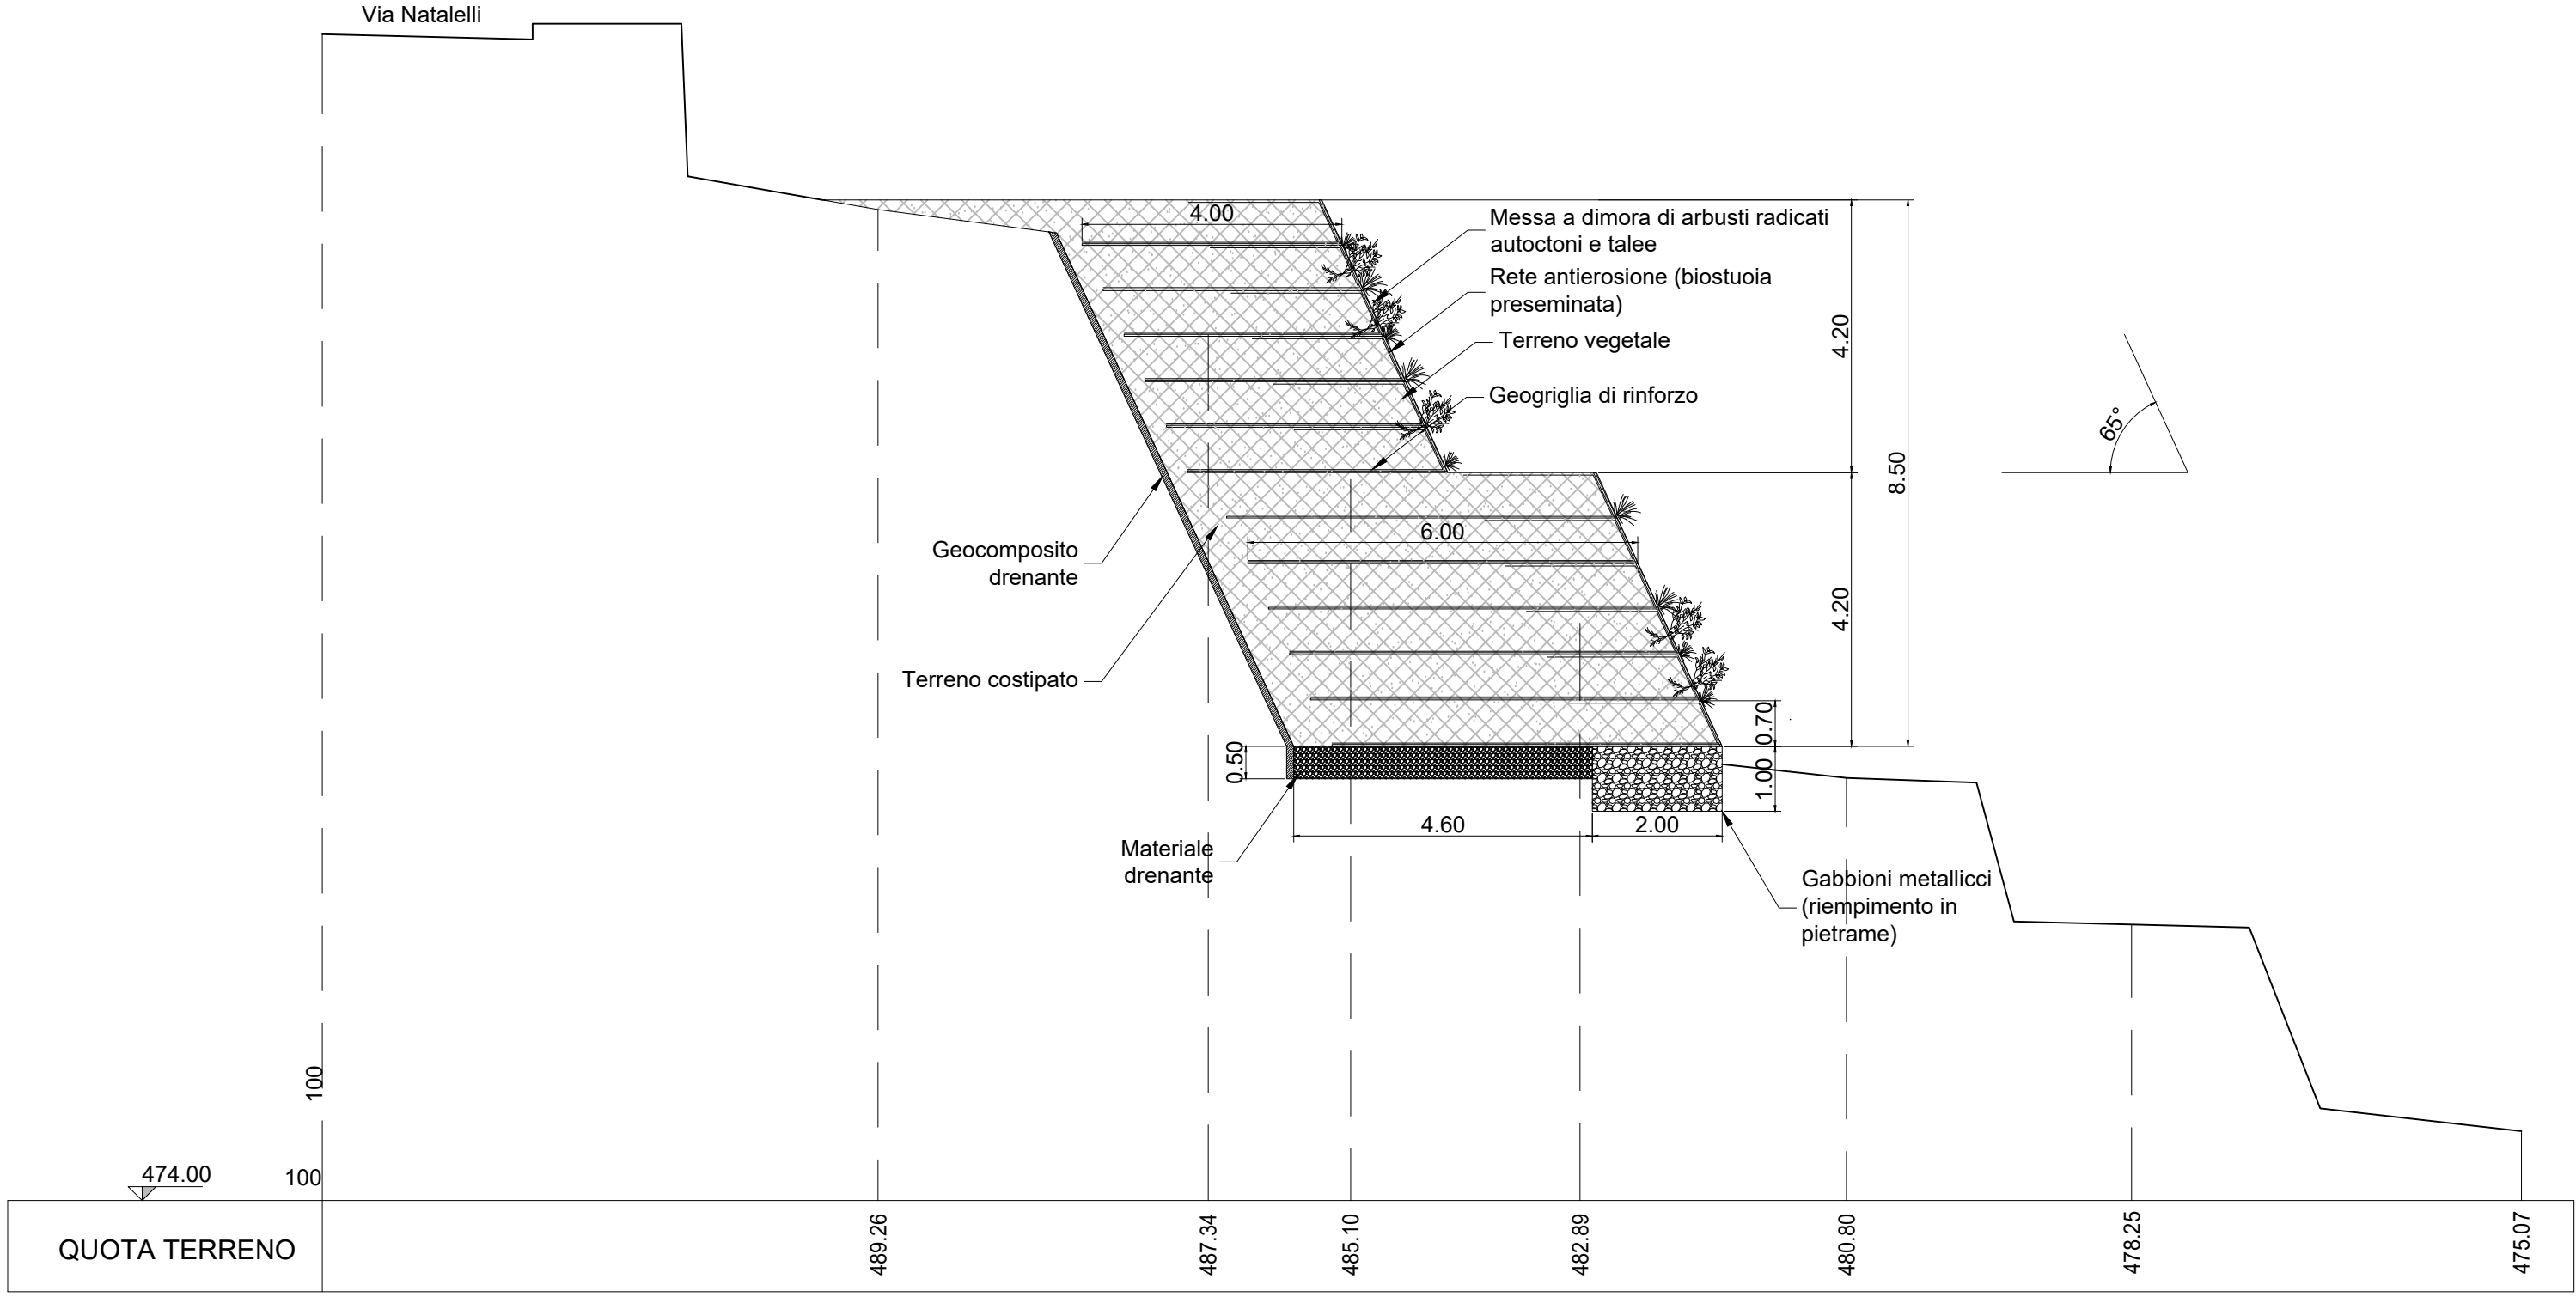 Via Natalelli
4.00
Messa a dimora di arbusti radicati
autoctoni e talee
Rete antierosione (biostuoia
preseminata)
4.20
Terreno vegetale
Geogriglia di rinforzo
65°
8.50
6.00
Geocomposito
drenante
4.20
Terreno costipato
0.70
0.50
1.00
4.60
2.00
Materiale
drenante
Gabbioni metallicci
(riempimento in
pietrame)
100
100
474.00
QUOTA TERRENO
489.26
487.34
485.10
482.89
480.80
478.25
475.07